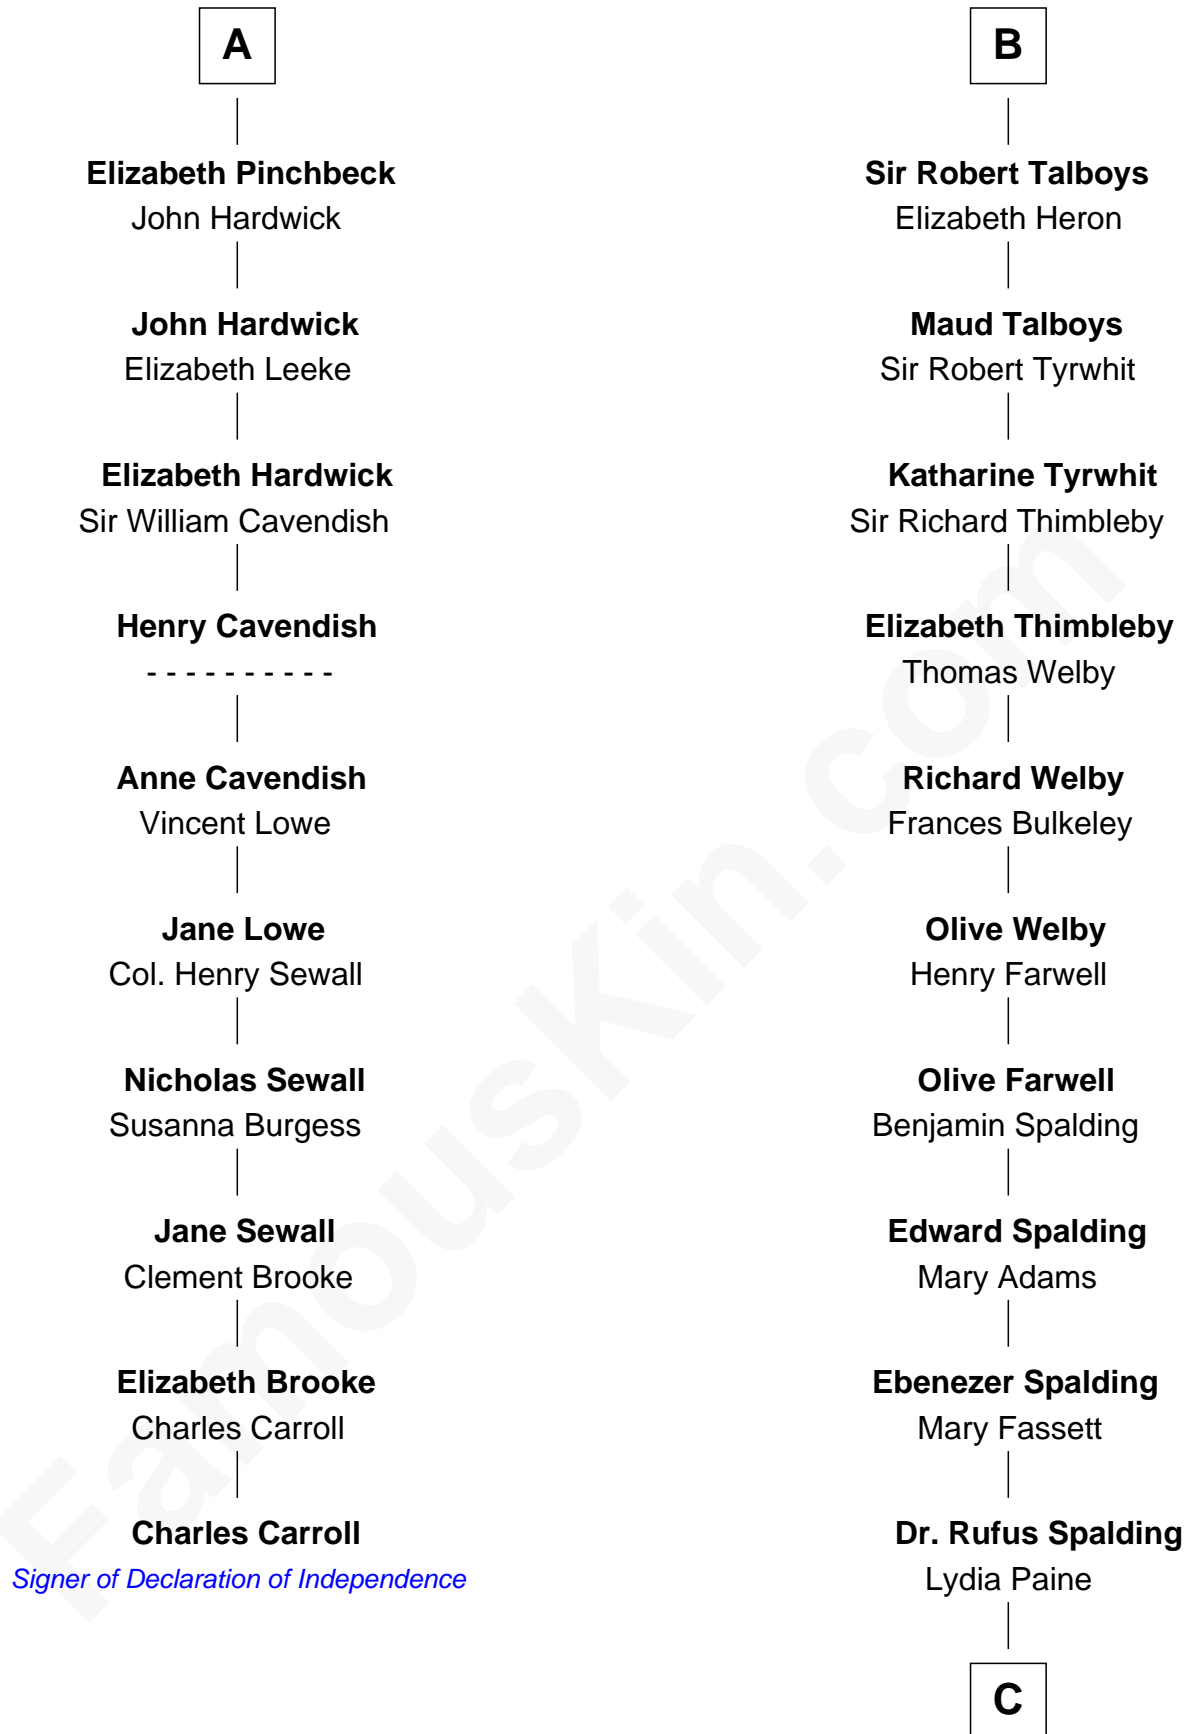 A
Elizabeth Pinchbeck
John Hardwick
John Hardwick
Elizabeth Leeke
Elizabeth Hardwick
Sir William Cavendish
Henry Cavendish
- - - - - - - - - -
Anne Cavendish
Vincent Lowe
Jane Lowe
Col. Henry Sewall
Nicholas Sewall
Susanna Burgess
Jane Sewall
Clement Brooke
Elizabeth Brooke
Charles Carroll
Charles Carroll
Signer of Declaration of Independence
B
Sir Robert Talboys
Elizabeth Heron
Maud Talboys
Sir Robert Tyrwhit
Katharine Tyrwhit
Sir Richard Thimbleby
Elizabeth Thimbleby
Thomas Welby
Richard Welby
Frances Bulkeley
Olive Welby
Henry Farwell
Olive Farwell
Benjamin Spalding
Edward Spalding
Mary Adams
Ebenezer Spalding
Mary Fassett
Dr. Rufus Spalding
Lydia Paine
C
FamousKin.com